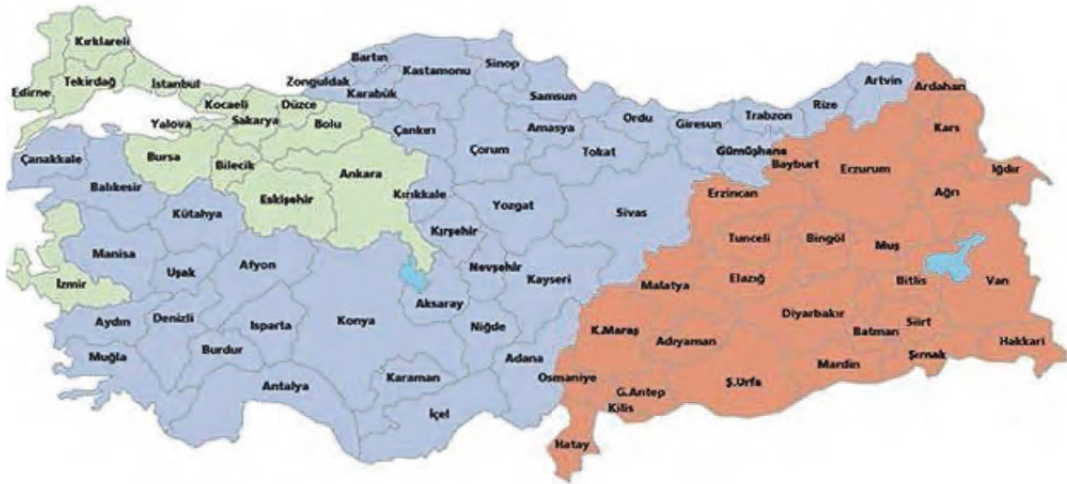 Kırklareli
Edirne
Tekirdağ
İstanbul
Kocaeli
Yalova
Sakarya
Düzce
Bolu
Bursa
Bilecik
Eskişehir
Ankara
Kırıkkale
Çanakkale
Balıkesir
Kütahya
Manisa
Uşak
Afyon
İzmir
Aydın
Denizli
Muğla
Burdur
Isparta
Antalya
Konya
Karaman
İçel
Zonguldak
Bartın
Karabük
Kastamonu
Sinop
Çankırı
Çorum
Samsun
Amasya
Tokat
Ordu
Giresun
Trabzon
Rize
Artvin
Gümüşhane
Yozgat
Sivas
Kırşehir
Nevşehir
Kayseri
Aksaray
Niğde
Adana
Ardahan
Kars
Iğdır
Bayburt
Erzurum
Erzincan
Ağrı
Tunceli
Bingöl
Muş
Elazığ
Bitlis
Van
Malatya
Diyarbakır
Batman
Siirt
Hakkari
Şırnak
K.Maraş
Adıyaman
Mardin
Osmaniye
G.Antep
Ş.Urfa
Kilis
Hatay